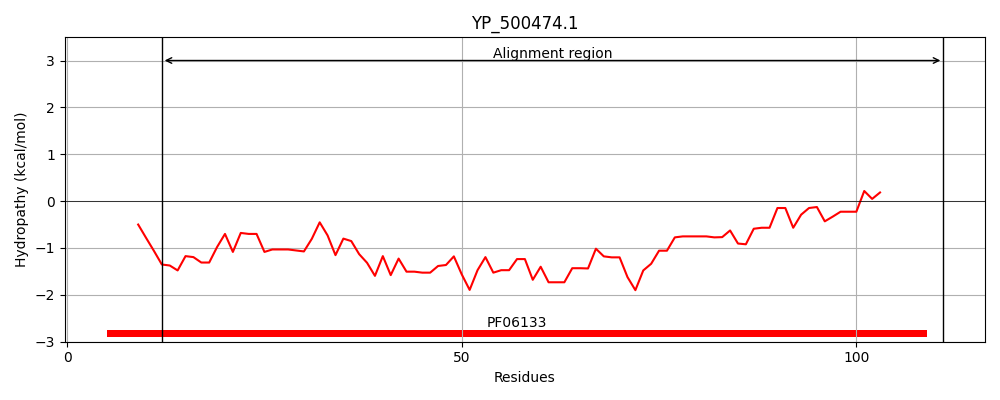 YP_500474.1
Alignment region
Hydropathy (kcal/mol)
3
2
1
0
−1
−2
−3
PF06133
0
50
100
Residues